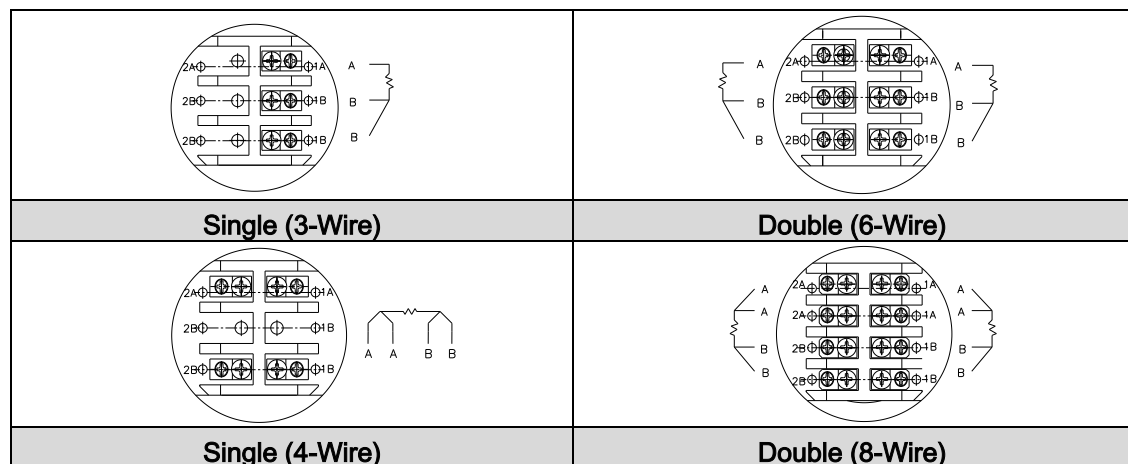 2A 1A A
2B 1B B
2B 1B B
A 2A 1A A
B 2B 1B B
B 2B 1B B
Single (3-Wire) Double (6-Wire)
2A 1A
2B 1B
2B 1B
A A B B
A 2A 1A A
A 2A 1A A
B 2B 1B B
B 2B 1B B
Single (4-Wire) Double (8-Wire)